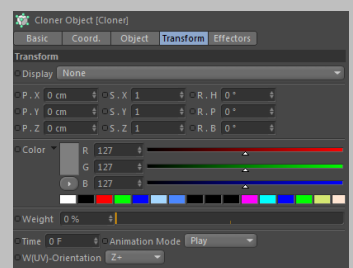 Cloner Object [Cloner]
Basic Coord. Object Transform Effectors
Transform
Display None
P . X 0 cm S . X 1 R . H 0 °
P . Y 0 cm S . Y 1 R . P 0 °
P . Z 0 cm S . Z 1 R . B 0 °
Color R 127
G 127
B 127
Weight 0 %
Time 0 F Animation Mode Play
W(UV)-Orientation Z+